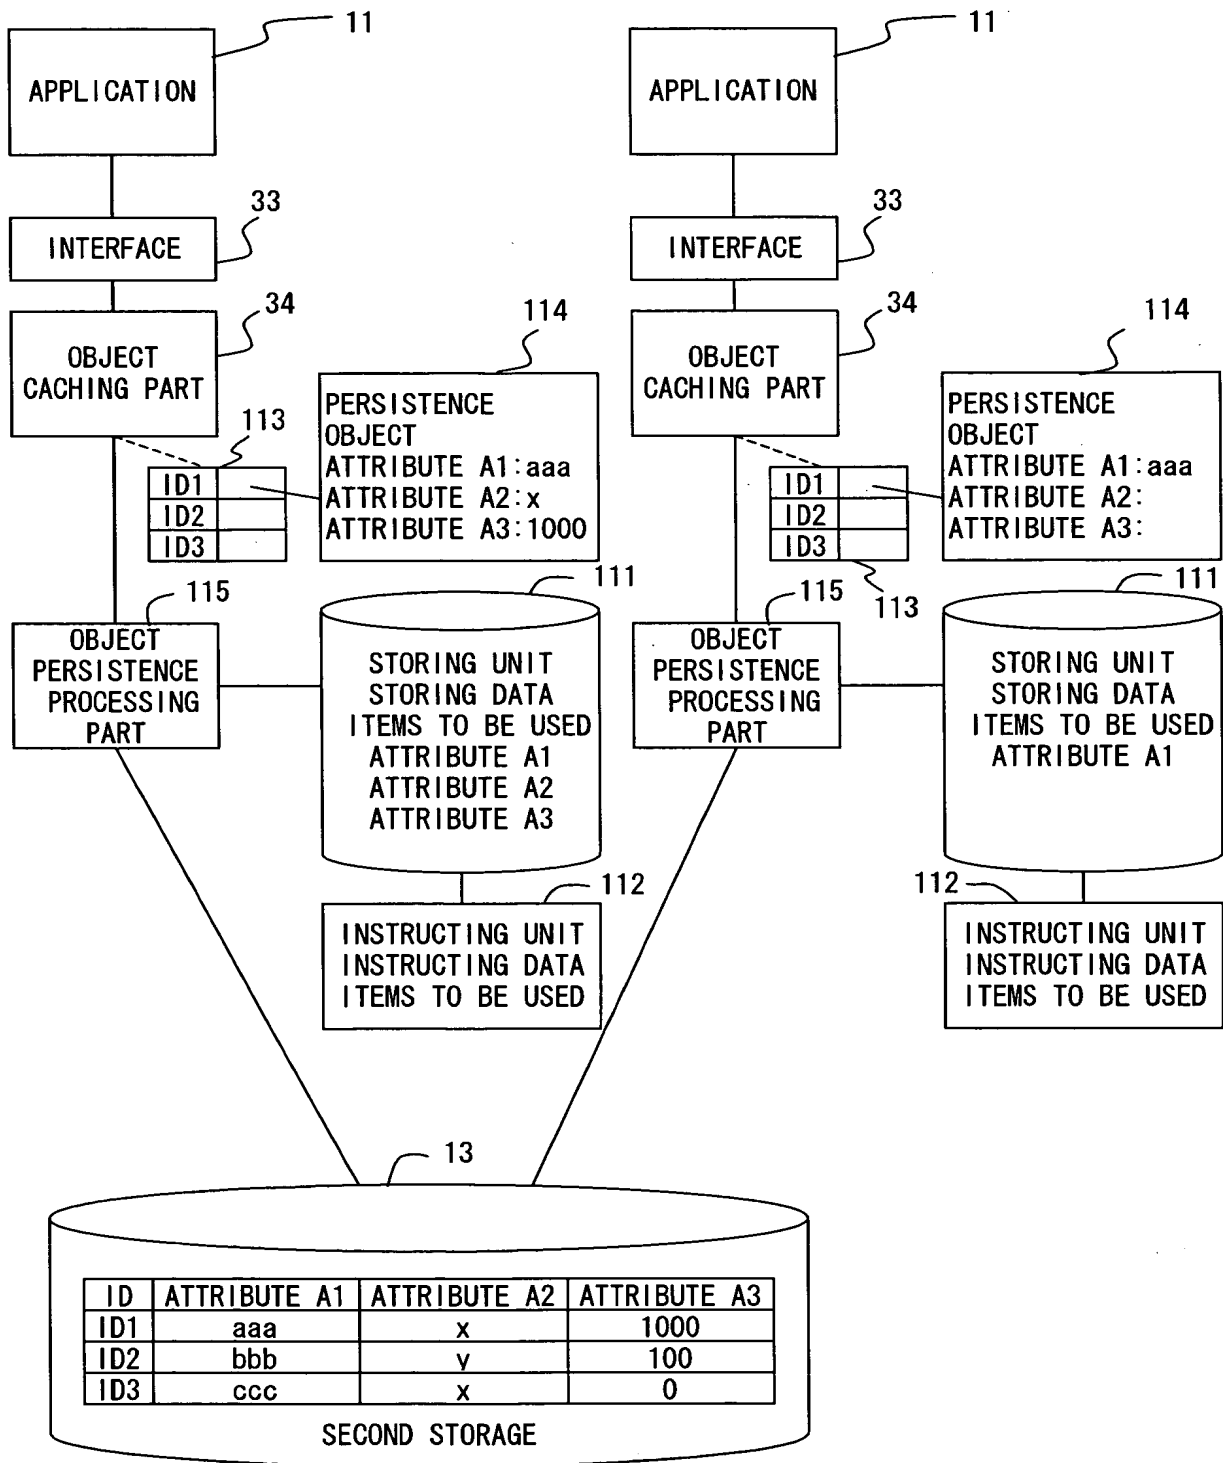 11
APPLICATION
33
INTERFACE
34
OBJECT
CACHING PART
114
PERSISTENCE
OBJECT
ATTRIBUTE A1:aaa
ATTRIBUTE A2:x
ATTRIBUTE A3:1000
113
ID1
ID2
ID3
115
OBJECT
PERSISTENCE
PROCESSING
PART
111
STORING UNIT
STORING DATA
ITEMS TO BE USED
ATTRIBUTE A1
ATTRIBUTE A2
ATTRIBUTE A3
112
INSTRUCTING UNIT
INSTRUCTING DATA
ITEMS TO BE USED
11
APPLICATION
33
INTERFACE
34
OBJECT
CACHING PART
114
PERSISTENCE
OBJECT
ATTRIBUTE A1:aaa
ATTRIBUTE A2:
ATTRIBUTE A3:
ID1
ID2
ID3
113
115
OBJECT
PERSISTENCE
PROCESSING
PART
111
STORING UNIT
STORING DATA
ITEMS TO BE USED
ATTRIBUTE A1
112
INSTRUCTING UNIT
INSTRUCTING DATA
ITEMS TO BE USED
13
ID ATTRIBUTE A1 ATTRIBUTE A2 ATTRIBUTE A3
ID1 aaa x 1000
ID2 bbb y 100
ID3 ccc x 0
SECOND STORAGE